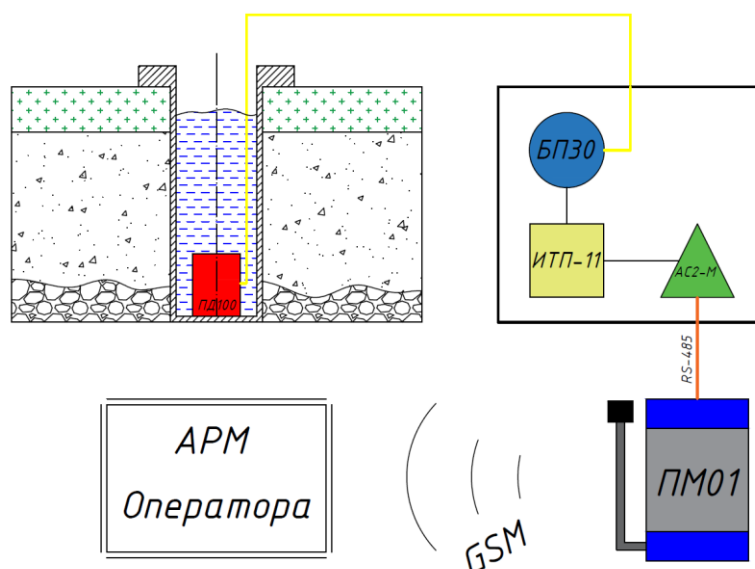 БП30
ИТП-11
АС2-М
ПД100
RS-485
АРМ
Оператора
GSM
ПМ01